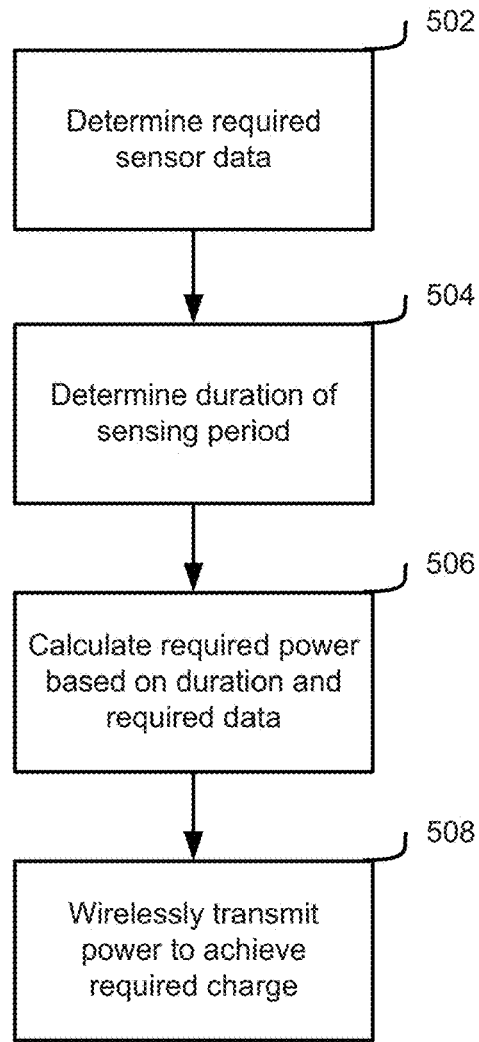 502
Determine required
sensor data
504
Determine duration of
sensing period
506
Calculate required power
based on duration and
required data
508
Wirelessly transmit
power to achieve
required charge